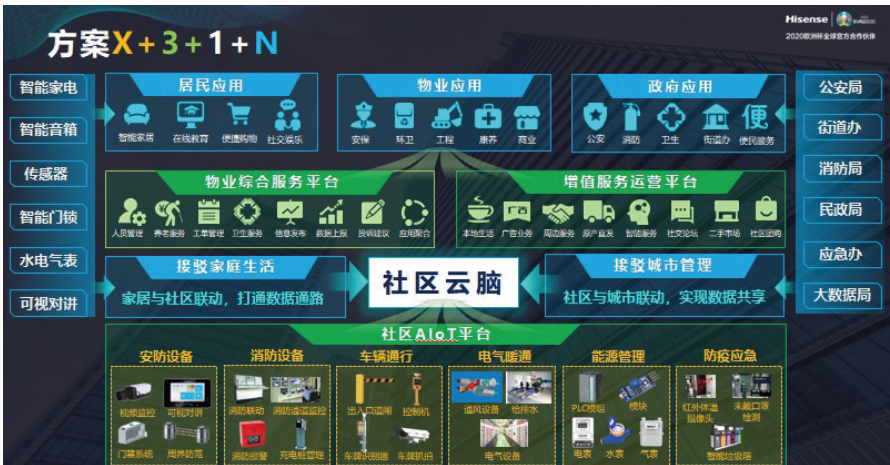 方案X+3+1+N
Hisense
2020欧洲杯全球官方合作伙伴
智能家电
智能音箱
传感器
智能门锁
水电气表
可视对讲
居民应用
智能家居 在线教育 便捷购物 社交娱乐
物业应用
安保 环卫 工程 康养 商业
政府应用
便
公安 消防 卫生 街道办 便民服务
公安局
街道办
消防局
民政局
应急办
大数据局
物业综合服务平台
人员管理 养老服务 工单管理 卫生服务 信息发布 数据上报 投诉建议 应用聚合
增值服务运营平台
本地生活 广告业务 周边服务 原产直发 智能服务 社交论坛 二手市场 社区团购
接驳家庭生活
家居与社区联动，打通数据通路
社区云脑
接驳城市管理
社区与城市联动，实现数据共享
社区AIoT平台
安防设备
视频监控 可视对讲
门禁系统 周界防范
消防设备
消防联动 消防通道监控
消防报警 充电桩管理
车辆通行
出入口道闸 控制机
车牌识别器 车牌抓拍
电气暖通
通风设备 给排水
电气设备
能源管理
PLC模组 模块
电表 水表 气表
防疫应急
红外体温
摄像头
未戴口罩
检测
智能垃圾箱